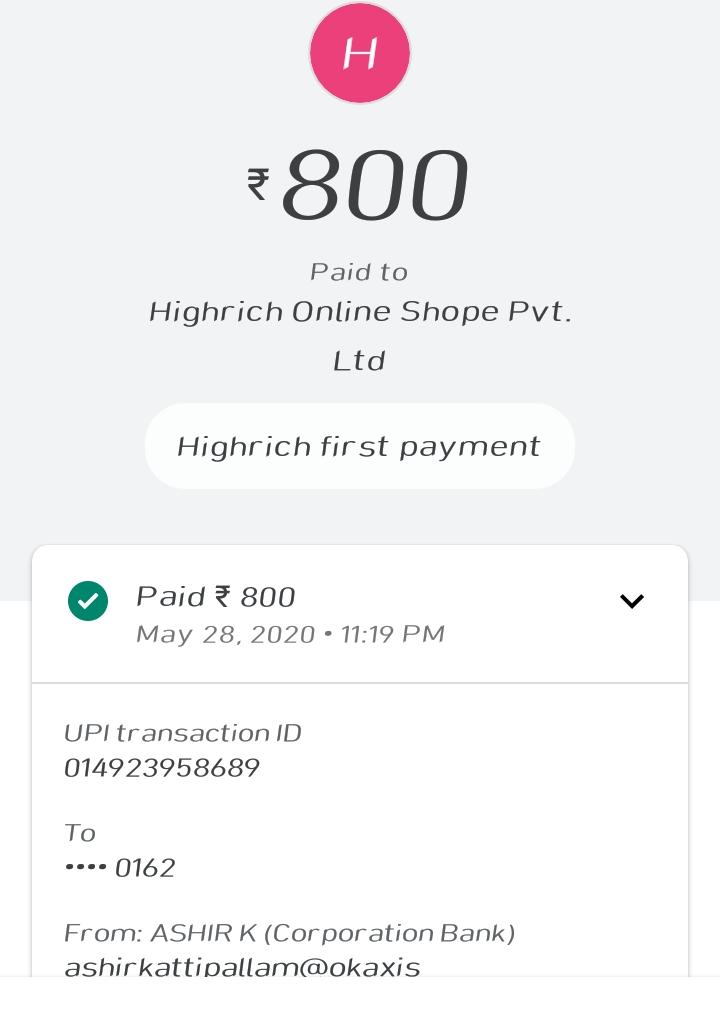 H
₹800
Paid to
Highrich Online Shope Pvt.
Ltd
Highrich first payment
Paid ₹ 800
May 28, 2020 • 11:19 PM
UPI transaction ID
014923958689
To
•••• 0162
From: ASHIR K (Corporation Bank)
ashirkattipallam@okaxis